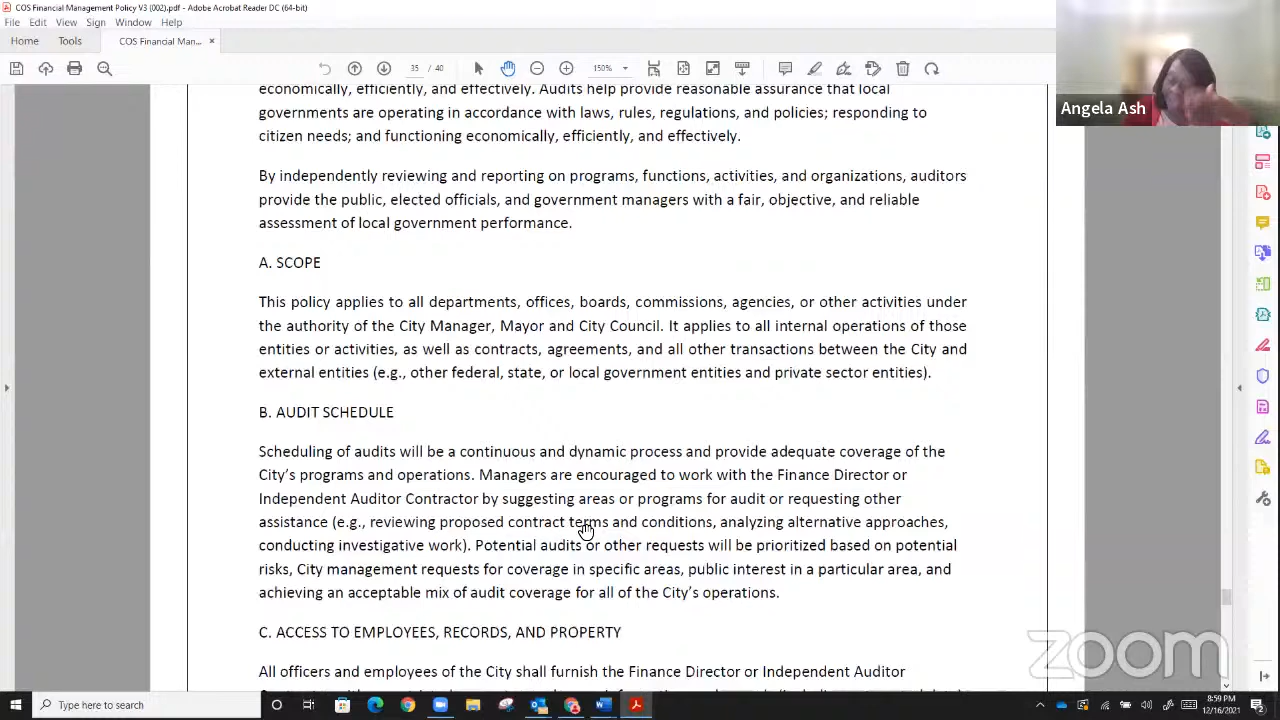 COS Financial Management Policy V3 (002).pdf - Adobe Acrobat Reader DC (64-bit)
File Edit View Sign Window Help
Home Tools COS Financial Man... ×
35 / 40 150%
Angela Ash
economically, efficiently, and effectively. Audits help provide reasonable assurance that local
governments are operating in accordance with laws, rules, regulations, and policies; responding to
citizen needs; and functioning economically, efficiently, and effectively.
By independently reviewing and reporting on programs, functions, activities, and organizations, auditors
provide the public, elected officials, and government managers with a fair, objective, and reliable
assessment of local government performance.
A. SCOPE
This policy applies to all departments, offices, boards, commissions, agencies, or other activities under
the authority of the City Manager, Mayor and City Council. It applies to all internal operations of those
entities or activities, as well as contracts, agreements, and all other transactions between the City and
external entities (e.g., other federal, state, or local government entities and private sector entities).
B. AUDIT SCHEDULE
Scheduling of audits will be a continuous and dynamic process and provide adequate coverage of the
City's programs and operations. Managers are encouraged to work with the Finance Director or
Independent Auditor Contractor by suggesting areas or programs for audit or requesting other
assistance (e.g., reviewing proposed contract terms and conditions, analyzing alternative approaches,
conducting investigative work). Potential audits or other requests will be prioritized based on potential
risks, City management requests for coverage in specific areas, public interest in a particular area, and
achieving an acceptable mix of audit coverage for all of the City's operations.
C. ACCESS TO EMPLOYEES, RECORDS, AND PROPERTY
All officers and employees of the City shall furnish the Finance Director or Independent Auditor
zoom
Type here to search
8:59 PM
12/16/2021